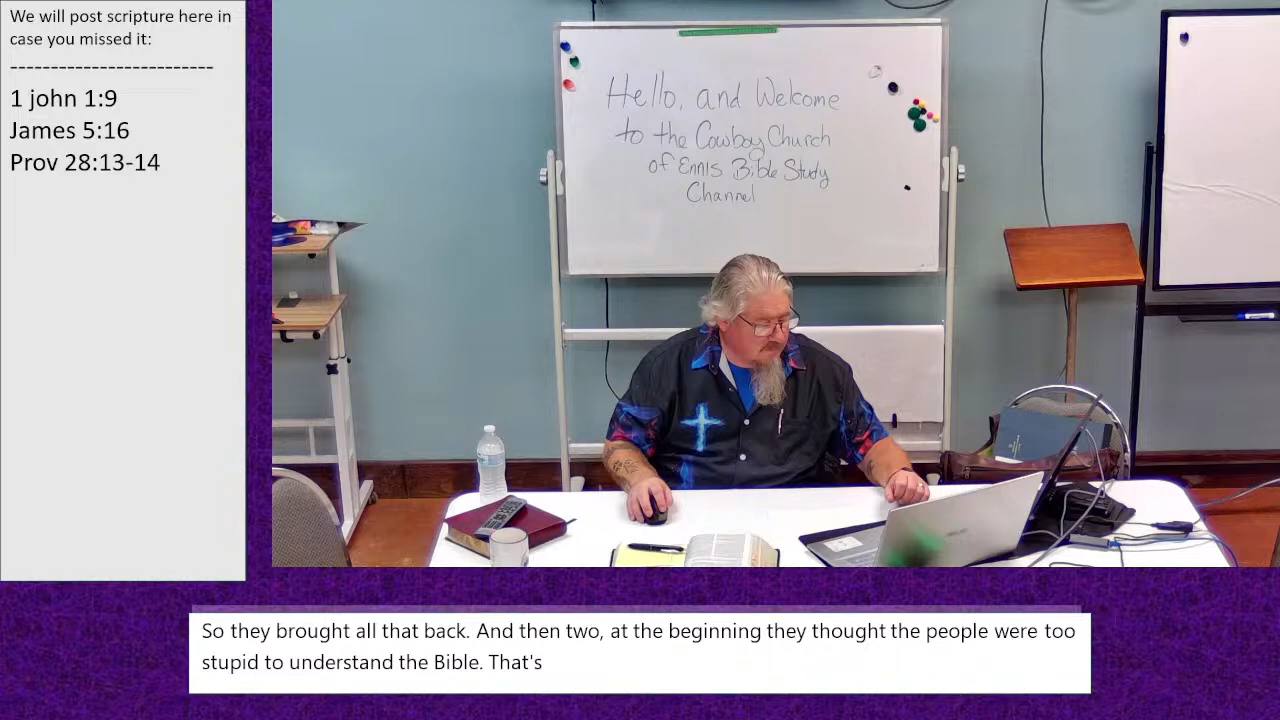 We will post scripture here in
case you missed it:
------------------------
1 john 1:9
James 5:16
Prov 28:13-14
Hello, and Welcome
to the Cowboy Church
of Ennis Bible Study
Channel
So they brought all that back. And then two, at the beginning they thought the people were too
stupid to understand the Bible. That's